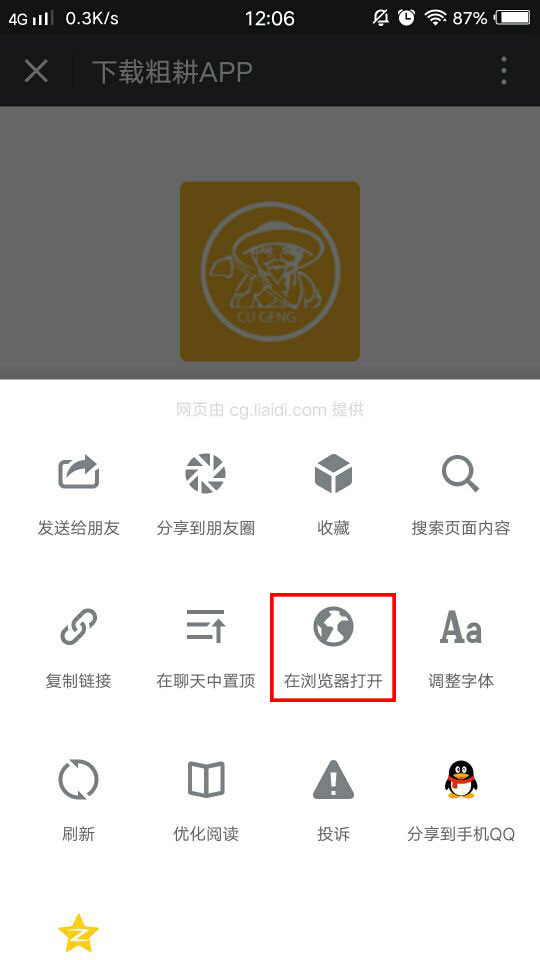 4G 0.3K/s 12:06 87%
下载粗耕APP
CU GENG
网页由 cg.liaidi.com 提供
发送给朋友 分享到朋友圈 收藏 搜索页面内容
Aa
复制链接 在聊天中置顶 在浏览器打开 调整字体
刷新 优化阅读 投诉 分享到手机QQ